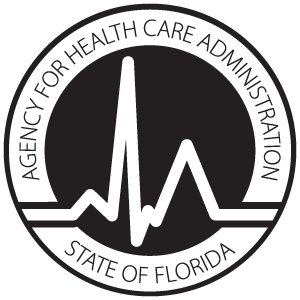 AGENCY FOR HEALTH CARE ADMINISTRATION
STATE OF FLORIDA